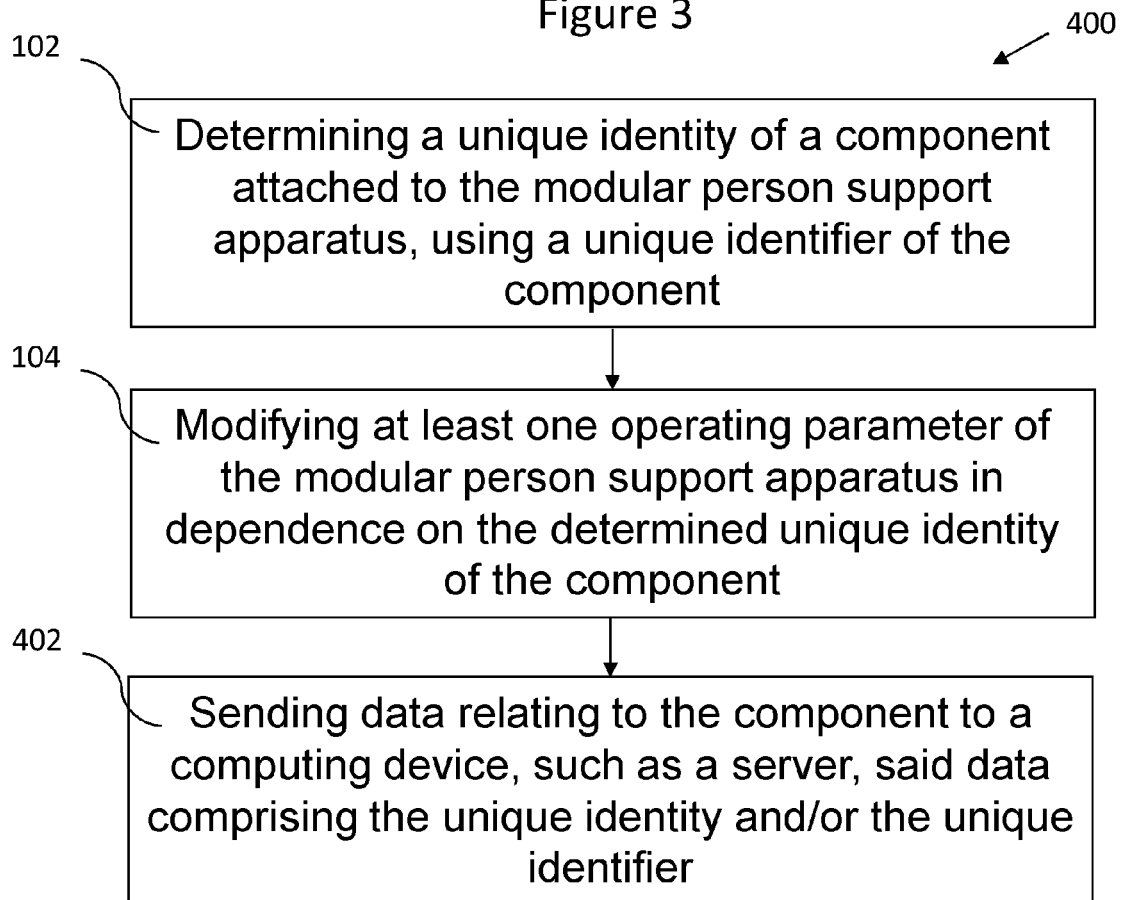 Figure 3
400
102
Determining a unique identity of a component
attached to the modular person support
apparatus, using a unique identifier of the
component
104
Modifying at least one operating parameter of
the modular person support apparatus in
dependence on the determined unique identity
of the component
402
Sending data relating to the component to a
computing device, such as a server, said data
comprising the unique identity and/or the unique
identifier